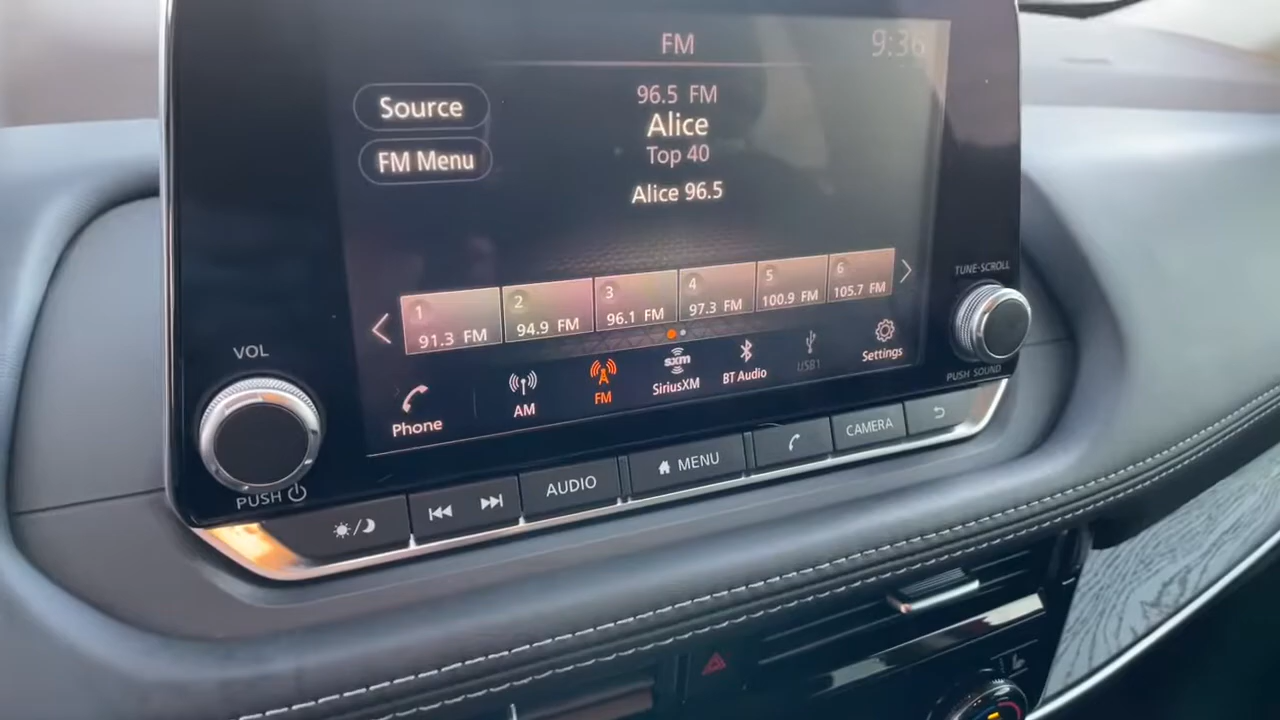 FM
9:36
Source
96.5 FM
Alice
FM Menu
Top 40
Alice 96.5
1
91.3 FM
2
94.9 FM
3
96.1 FM
4
97.3 FM
5
100.9 FM
6
105.7 FM
TUNE·SCROLL
PUSH SOUND
VOL
PUSH
Phone
AM
FM
sxm
SiriusXM
BT Audio
USB1
Settings
AUDIO
MENU
CAMERA